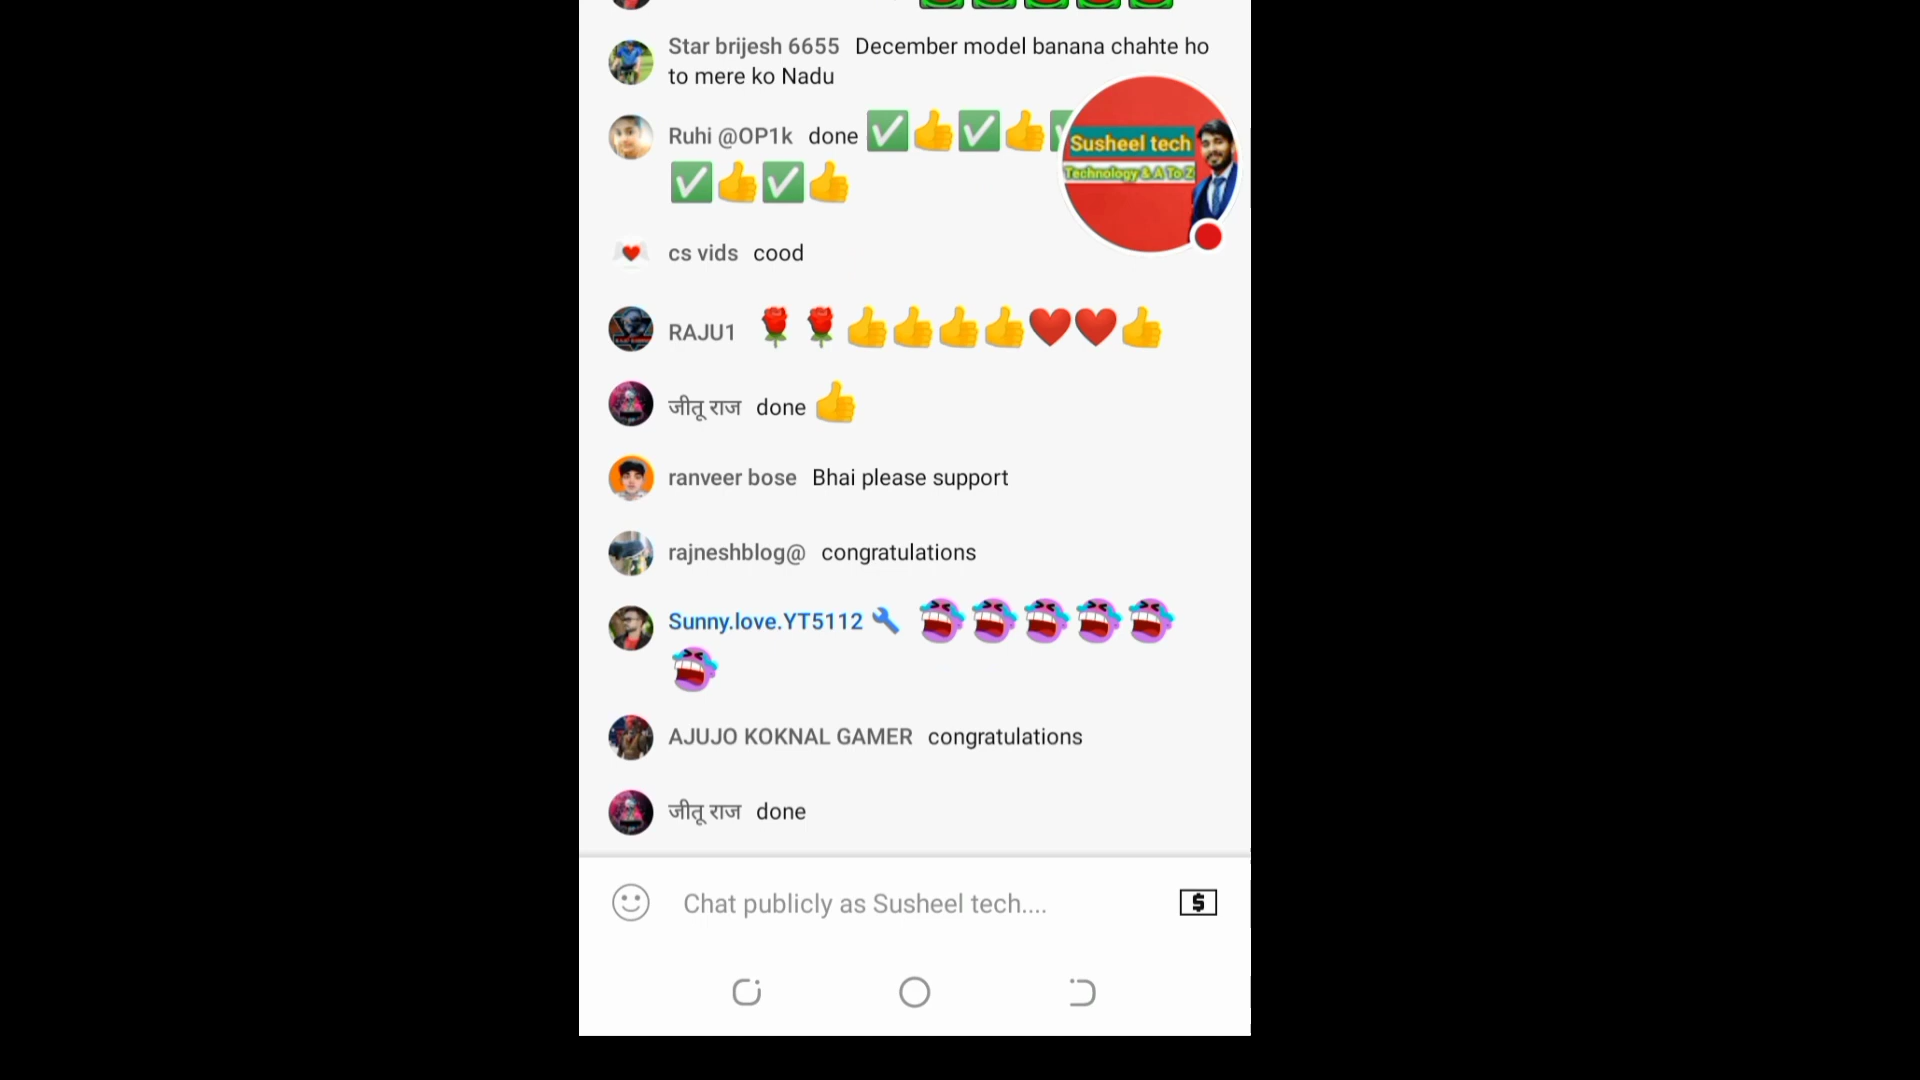 Star brijesh 6655 December model banana chahte ho
to mere ko Nadu
Ruhi @OP1k done ✅👍✅👍✅
✅👍✅👍
Susheel tech
Technology & A To Z
cs vids cood
RAJU1 🌹🌹👍👍👍👍❤️❤️👍
जीतू राज done 👍
ranveer bose Bhai please support
rajneshblog@ congratulations
Sunny.love.YT5112
AJUJO KOKNAL GAMER congratulations
जीतू राज done
Chat publicly as Susheel tech....
$